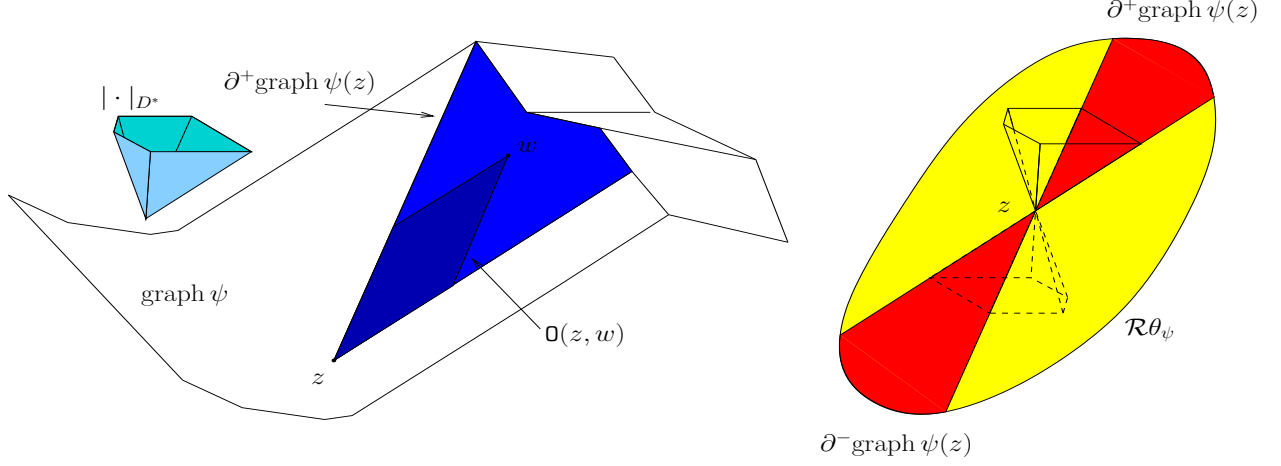 | · |_{D*}
∂⁺graph ψ(z)
w
graph ψ
O(z, w)
z
∂⁺graph ψ(z)
z
ℛθ_ψ
∂⁻graph ψ(z)